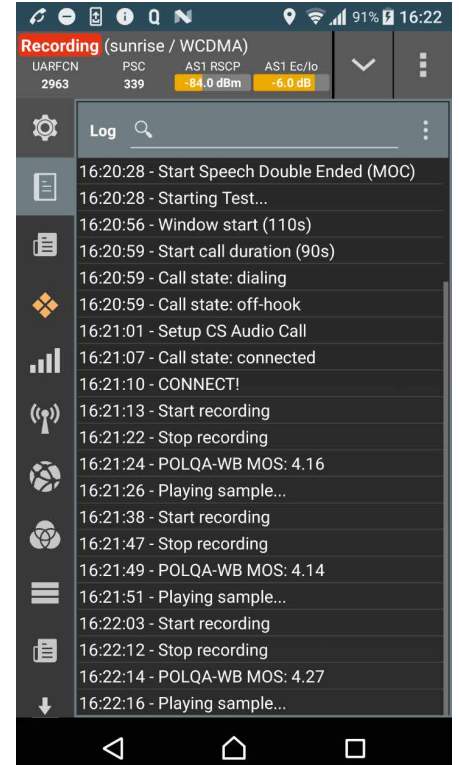 91% 16:22
Recording (sunrise / WCDMA)
UARFCN PSC AS1 RSCP AS1 Ec/Io
2963 339 -84.0 dBm -6.0 dB
Log
16:20:28 - Start Speech Double Ended (MOC)
16:20:28 - Starting Test...
16:20:56 - Window start (110s)
16:20:59 - Start call duration (90s)
16:20:59 - Call state: dialing
16:20:59 - Call state: off-hook
16:21:01 - Setup CS Audio Call
16:21:07 - Call state: connected
16:21:10 - CONNECT!
16:21:13 - Start recording
16:21:22 - Stop recording
16:21:24 - POLQA-WB MOS: 4.16
16:21:26 - Playing sample...
16:21:38 - Start recording
16:21:47 - Stop recording
16:21:49 - POLQA-WB MOS: 4.14
16:21:51 - Playing sample...
16:22:03 - Start recording
16:22:12 - Stop recording
16:22:14 - POLQA-WB MOS: 4.27
16:22:16 - Playing sample...